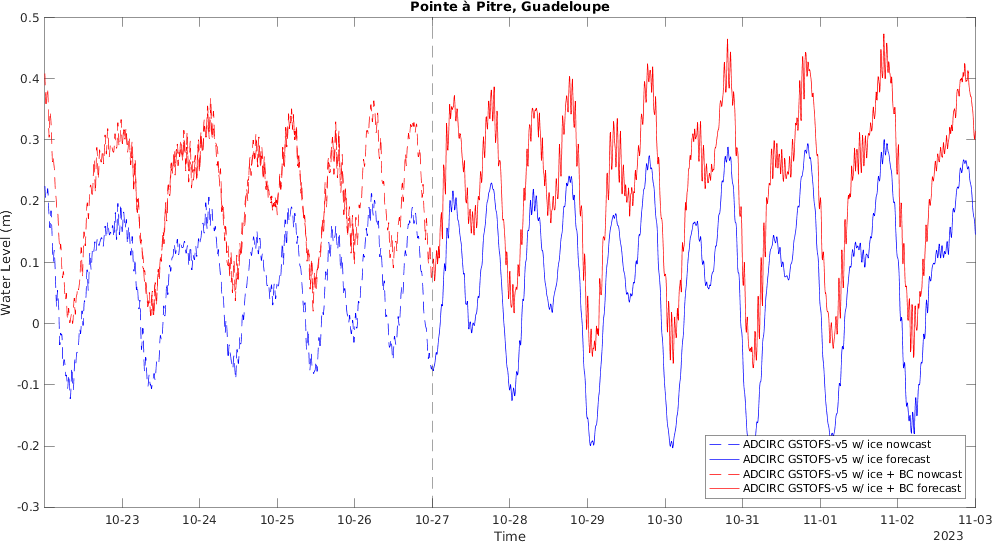 Pointe à Pitre, Guadeloupe
Water Level (m)
0.5
0.4
0.3
0.2
0.1
0
-0.1
-0.2
-0.3
10-23 10-24 10-25 10-26 10-27 10-28 10-29 10-30 10-31 11-01 11-02 11-03
Time
2023
ADCIRC GSTOFS-v5 w/ ice nowcast
ADCIRC GSTOFS-v5 w/ ice forecast
ADCIRC GSTOFS-v5 w/ ice + BC nowcast
ADCIRC GSTOFS-v5 w/ ice + BC forecast